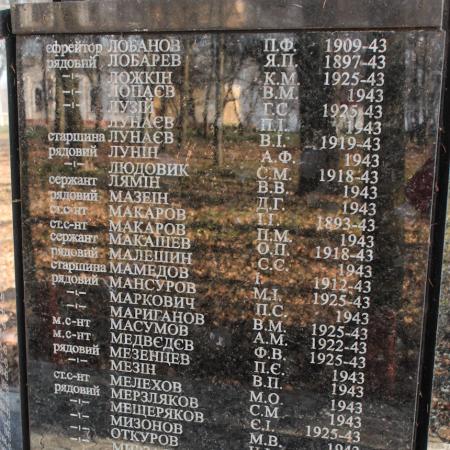 ефрейтор ЛОБАНОВ П.Ф. 1909-43
рядовий ЛОБАРЕВ Я.П. 1897-43
-:- ЛОЖКІН К.М. 1925-43
-:- ЛОПАЄВ В.М. 1943
-:- ЛУЗІЙ Г.С 1925-43
ЛУНАЄВ П.І. 1943
старшина ЛУНАЄВ В.І. 1919-43
рядовий ЛУНІН А.Ф. 1943
-:- ЛЮДОВИК С.М. 1918-43
сержант ЛЯМІН В.В. 1943
рядовий МАЗЕІН Д.Г. 1943
ст.с-нт МАКАРОВ І.Г. 1893-43
ст.с-нт МАКАРОВ П.М. 1943
сержант МАКАШЕВ О.П. 1918-43
рядовий МАЛЕШИН С.С. 1943
старшина МАМЕДОВ І. 1912-43
рядовий МАНСУРОВ М.І. 1925-43
-:- МАРКОВИЧ П.С. 1943
-:- МАРИГАНОВ
м.с-нт МАСУМОВ В.М. 1925-43
м.с-нт МЕДВЄДЄВ А.М. 1922-43
рядовий МЕЗЕНЦЕВ Ф.В. 1925-43
-:- МЕЗІН П.Є. 1943
ст.с-нт МЕЛЕХОВ В.П. 1943
рядовий МЕРЗЛЯКОВ М.О. 1943
-:- МЕЩЕРЯКОВ С.М 1943
-:- МИЗОНОВ Є.І. 1925-43
-:- ОТКУРОВ М.В. 1943